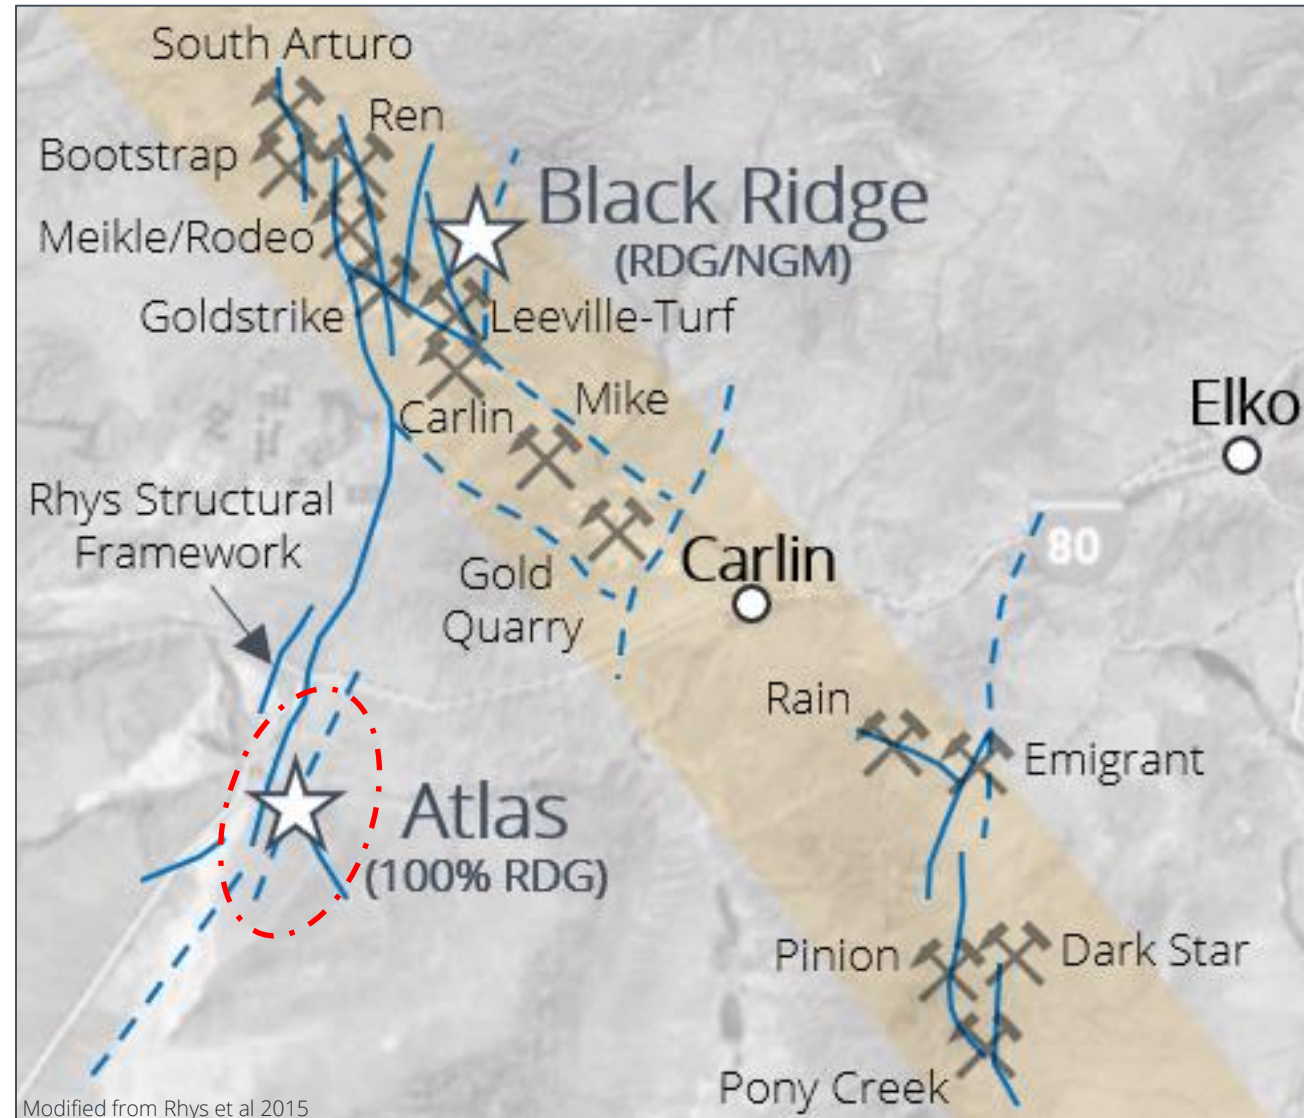 South Arturo
Ren
Bootstrap
Black Ridge
(RDG/NGM)
Meikle/Rodeo
Goldstrike
Leeville-Turf
Mike
Carlin
Elko
Rhys Structural
Framework
80
Gold
Quarry
Carlin
Rain
Emigrant
Atlas
(100% RDG)
Pinion
Dark Star
Pony Creek
Modified from Rhys et al 2015